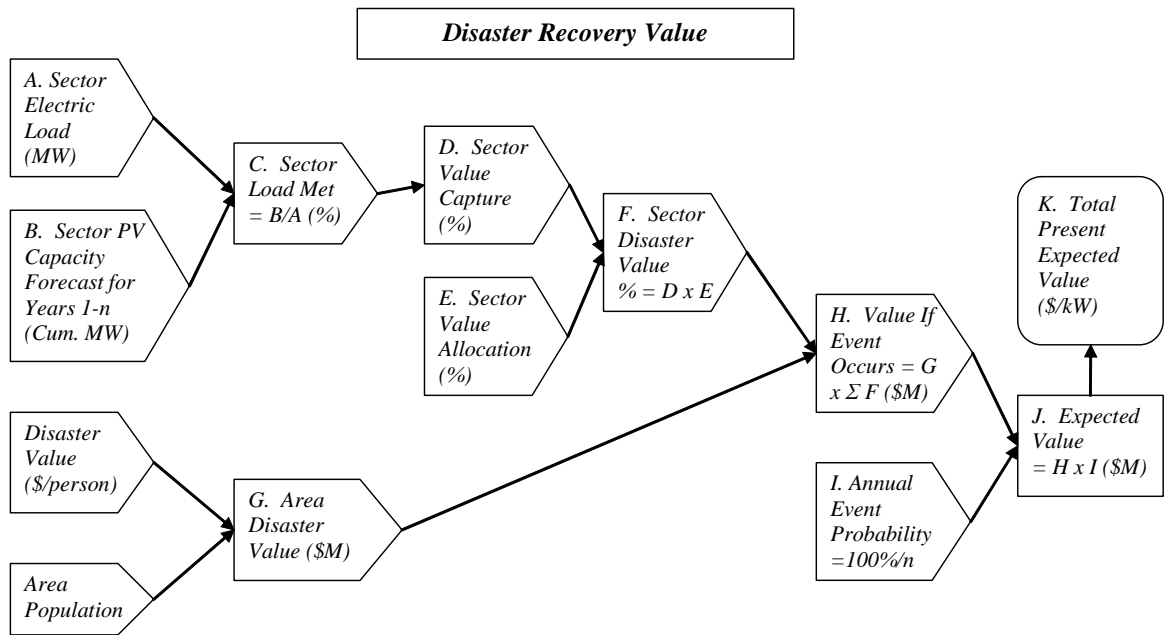 Disaster Recovery Value
A. Sector
Electric
Load
(MW)
B. Sector PV
Capacity
Forecast for
Years 1-n
(Cum. MW)
C. Sector
Load Met
= B/A (%)
D. Sector
Value
Capture
(%)
E. Sector
Value
Allocation
(%)
F. Sector
Disaster
Value
% = D x E
Disaster
Value
($/person)
Area
Population
G. Area
Disaster
Value ($M)
H. Value If
Event
Occurs = G
x Σ F ($M)
I. Annual
Event
Probability
=100%/n
J. Expected
Value
= H x I ($M)
K. Total
Present
Expected
Value
($/kW)